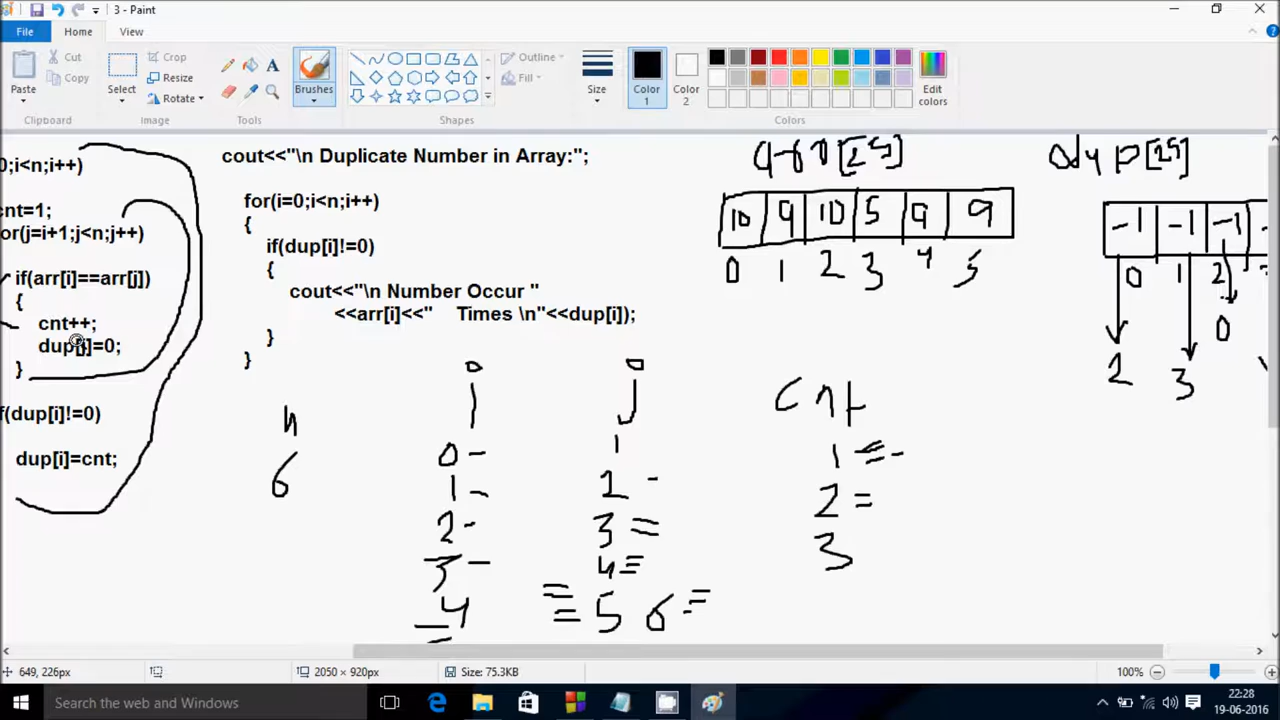 3 - Paint
File Home View
Paste
Cut
Copy
Clipboard
Select
Crop
Resize
Rotate
Image
Tools
Brushes
Shapes
Outline
Fill
Size
Color 1
Color 2
Edit colors
Colors
0;i<n;i++)
cnt=1;
or(j=i+1;j<n;j++)
if(arr[i]==arr[j])
{
cnt++;
dup[j]=0;
}
f(dup[i]!=0)
dup[i]=cnt;
cout<<"\n Duplicate Number in Array:";
for(i=0;i<n;i++)
{
if(dup[i]!=0)
{
cout<<"\n Number Occur "
<<arr[i]<<" Times \n"<<dup[i]);
}
}
10 9 10 5 9 9
0 1 2 3 4 5
-1 -1 -1
0 1 2
0
2 3
n
6
i
0 -
1 -
2 -
3 -
4
j
1
2 -
3 =
4 =
5 6 =
cnt
1 = -
2 =
3
649, 226px
2050 × 920px
Size: 75.3KB
100%
Search the web and Windows
22:28
19-06-2016